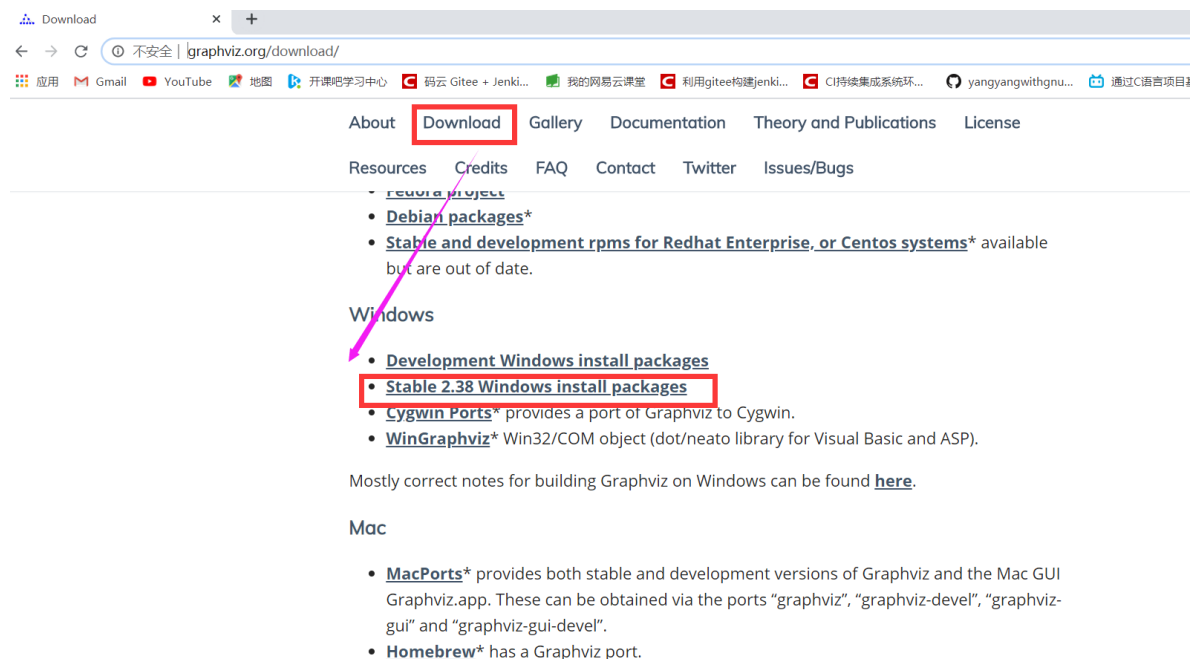 Download
不安全 | graphviz.org/download/
应用 Gmail YouTube 地图 开课吧学习中心 码云 Gitee + Jenki... 我的网易云课堂 利用gitee构建jenki... CI持续集成系统环... yangyangwithgnu... 通过C语言项目
About Download Gallery Documentation Theory and Publications License
Resources Credits FAQ Contact Twitter Issues/Bugs
Fedora project
Debian packages*
Stable and development rpms for Redhat Enterprise, or Centos systems* available
but are out of date.
Windows
Development Windows install packages
Stable 2.38 Windows install packages
Cygwin Ports* provides a port of Graphviz to Cygwin.
WinGraphviz* Win32/COM object (dot/neato library for Visual Basic and ASP).
Mostly correct notes for building Graphviz on Windows can be found here.
Mac
MacPorts* provides both stable and development versions of Graphviz and the Mac GUI
Graphviz.app. These can be obtained via the ports “graphviz”, “graphviz-devel”, “graphviz-
gui” and “graphviz-gui-devel”.
Homebrew* has a Graphviz port.